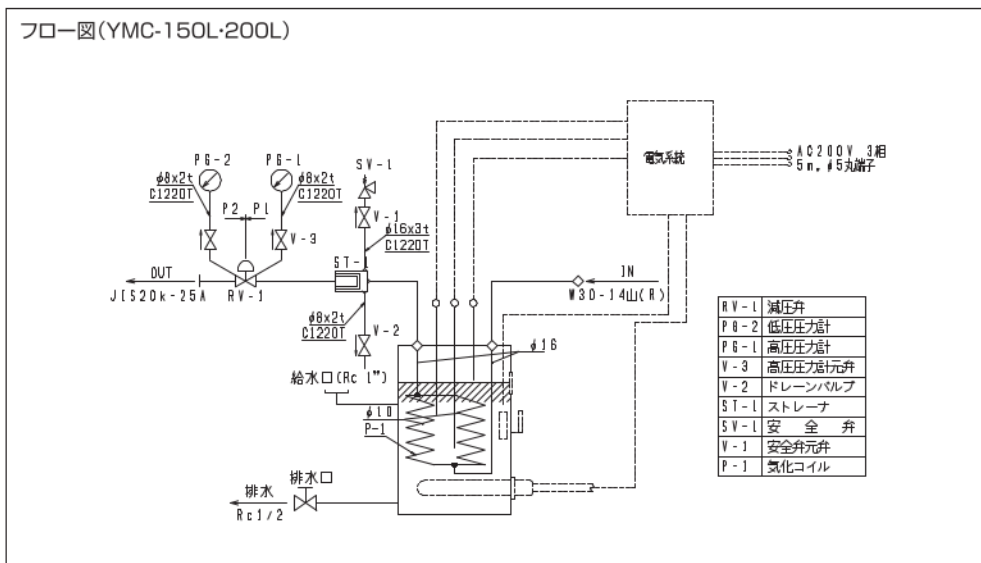 フロー図(YMC-150L・200L)
電気系統
AC200V 3相
5m, φ5丸端子
SV-1
PG-2
PG-1
φ8x2t
C1220T
φ8x2t
C1220T
P2
P1
V-1
V-3
φ16x3t
C1220T
ST-1
OUT
JIS20k-25A
RV-1
IN
W30-14山(R)
φ8x2t
C1220T
V-2
φ16
給水口(Rc 1")
φ10
P-1
排水口
排水
Rc1/2
RV-1 減圧弁
PG-2 低圧圧力計
PG-1 高圧圧力計
V-3 高圧圧力計元弁
V-2 ドレーンバルブ
ST-1 ストレーナ
SV-1 安 全 弁
V-1 安全弁元弁
P-1 気化コイル